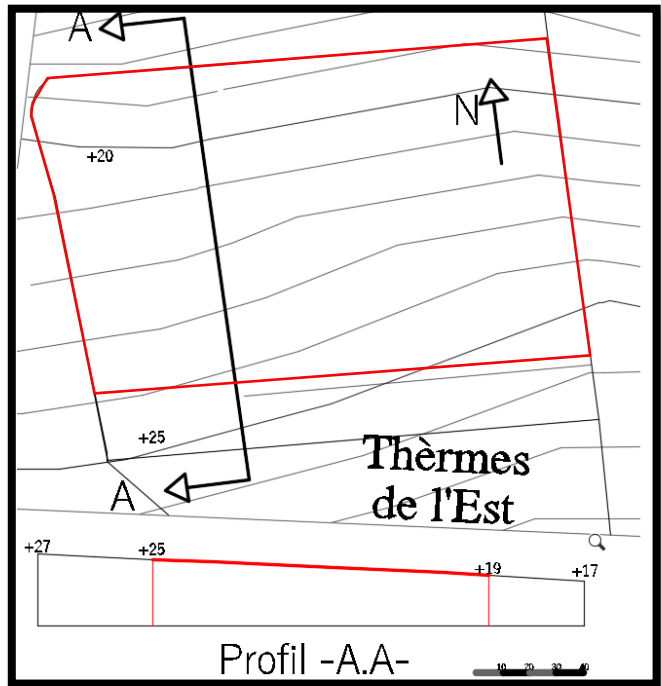 A
N
+20
+25
A
Thèrmes
de l'Est
+27
+25
+19
+17
Profil -A.A-
10 20 30 40